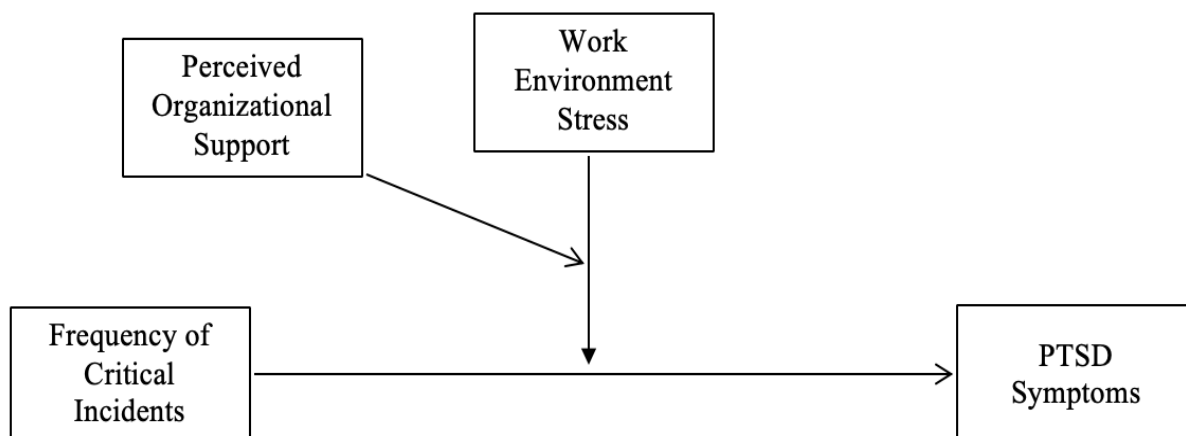 Perceived
Organizational
Support
Work
Environment
Stress
Frequency of
Critical
Incidents
PTSD
Symptoms